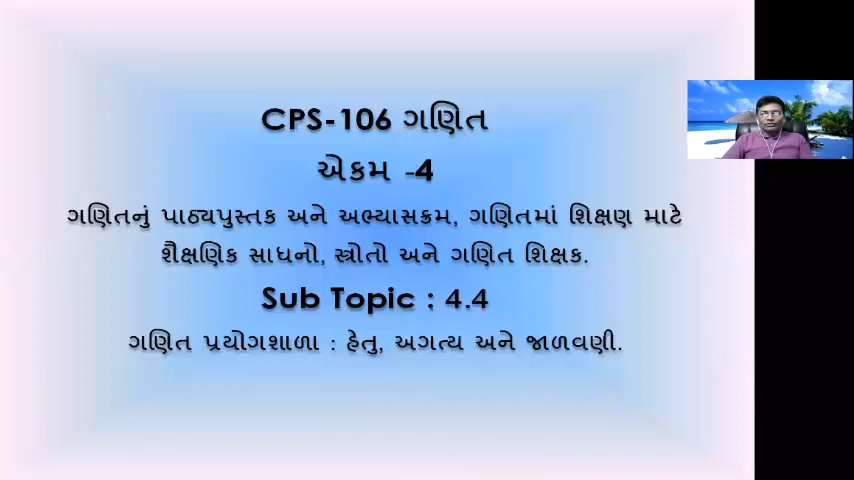 CPS-106 ગણિત
એકમ -4
ગણિતનું પાઠ્યપુસ્તક અને અભ્યાસક્રમ, ગણિતમાં શિક્ષણ માટે
શૈક્ષણિક સાધનો, સ્ત્રોતો અને ગણિત શિક્ષક.
Sub Topic : 4.4
ગણિત પ્રયોગશાળા : હેતુ, અગત્ય અને જાળવણી.